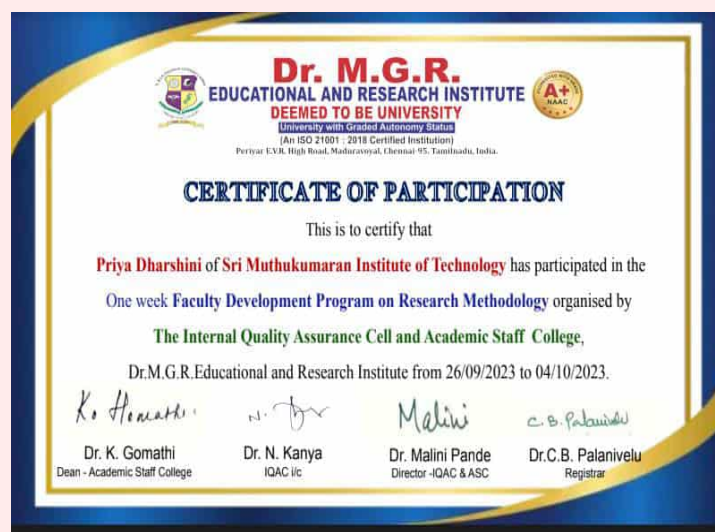 Dr. M.G.R.
EDUCATIONAL AND RESEARCH INSTITUTE
DEEMED TO BE UNIVERSITY
University with Graded Autonomy Status
(An ISO 21001 : 2018 Certified Institution)
Periyar E.V.R. High Road, Maduravoyal, Chennai-95. Tamilnadu, India.
A+
NAAC
CERTIFICATE OF PARTICIPATION
This is to certify that
Priya Dharshini of Sri Muthukumaran Institute of Technology has participated in the
One week Faculty Development Program on Research Methodology organised by
The Internal Quality Assurance Cell and Academic Staff College,
Dr.M.G.R.Educational and Research Institute from 26/09/2023 to 04/10/2023.
Malini
C. B. Palanivelu
Dr. K. Gomathi
Dean - Academic Staff College
Dr. N. Kanya
IQAC i/c
Dr. Malini Pande
Director -IQAC & ASC
Dr.C.B. Palanivelu
Registrar